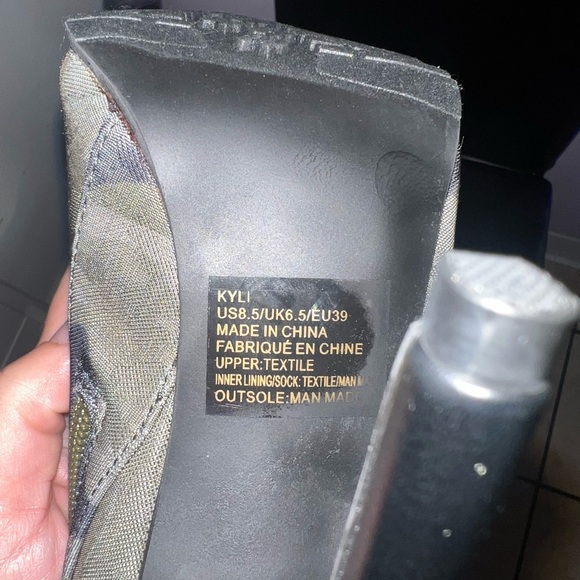 KYLI
US8.5/UK6.5/EU39
MADE IN CHINA
FABRIQUÉ EN CHINE
UPPER:TEXTILE
INNER LINING/SOCK: TEXTILE/MAN
OUTSOLE:MAN MADE